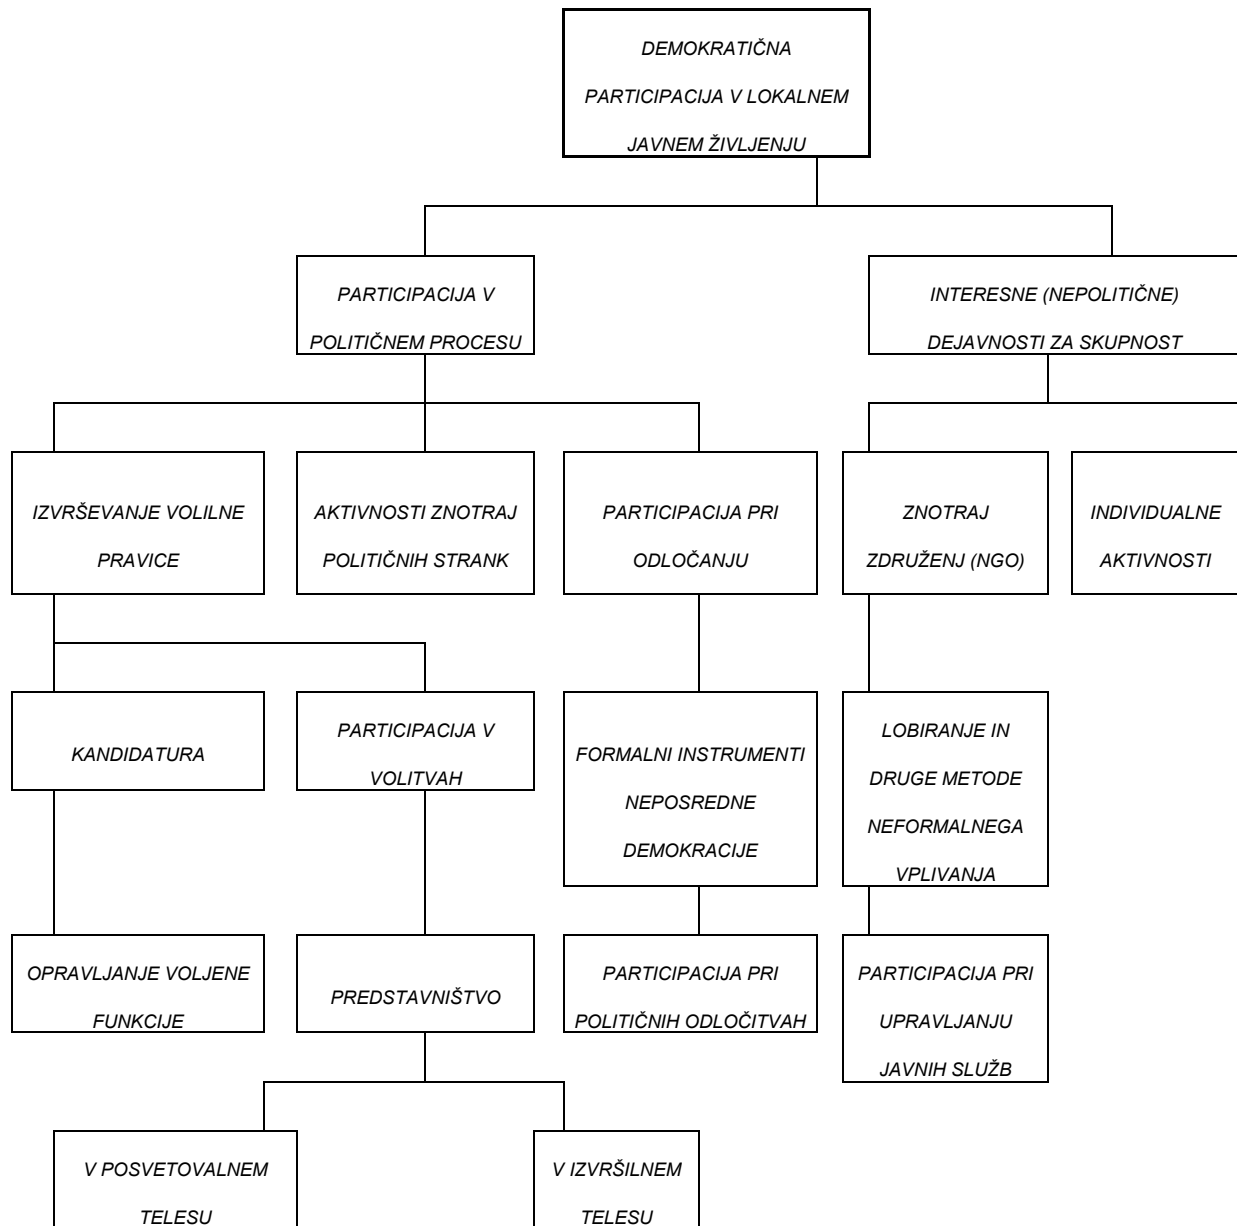 DEMOKRATIČNA
PARTICIPACIJA V LOKALNEM
JAVNEM ŽIVLJENJU
PARTICIPACIJA V
POLITIČNEM PROCESU
INTERESNE (NEPOLITIČNE)
DEJAVNOSTI ZA SKUPNOST
IZVRŠEVANJE VOLILNE
PRAVICE
AKTIVNOSTI ZNOTRAJ
POLITIČNIH STRANK
PARTICIPACIJA PRI
ODLOČANJU
ZNOTRAJ
ZDRUŽENJ (NGO)
INDIVIDUALNE
AKTIVNOSTI
KANDIDATURA
PARTICIPACIJA V
VOLITVAH
FORMALNI INSTRUMENTI
NEPOSREDNE
DEMOKRACIJE
LOBIRANJE IN
DRUGE METODE
NEFORMALNEGA
VPLIVANJA
OPRAVLJANJE VOLJENE
FUNKCIJE
PREDSTAVNIŠTVO
PARTICIPACIJA PRI
POLITIČNIH ODLOČITVAH
PARTICIPACIJA PRI
UPRAVLJANJU
JAVNIH SLUŽB
V POSVETOVALNEM
TELESU
V IZVRŠILNEM
TELESU